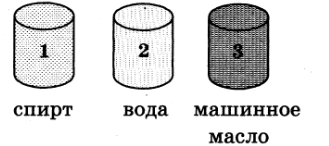 1 2 3
спирт вода машинное
масло